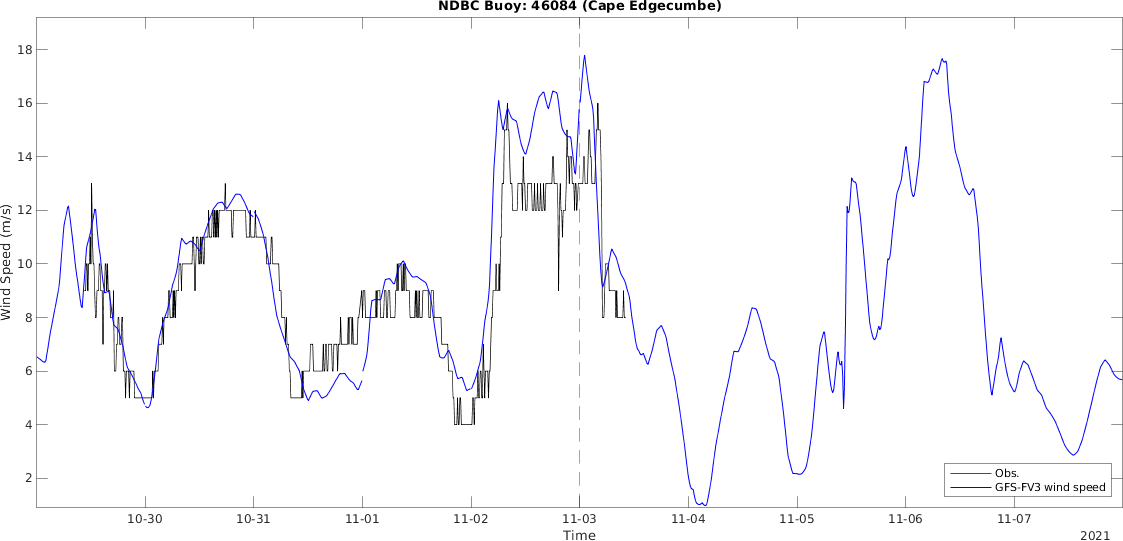 NDBC Buoy: 46084 (Cape Edgecumbe)
18
16
14
12
10
8
6
4
2
Wind Speed (m/s)
10-30 10-31 11-01 11-02 11-03 11-04 11-05 11-06 11-07
Time
2021
Obs.
GFS-FV3 wind speed